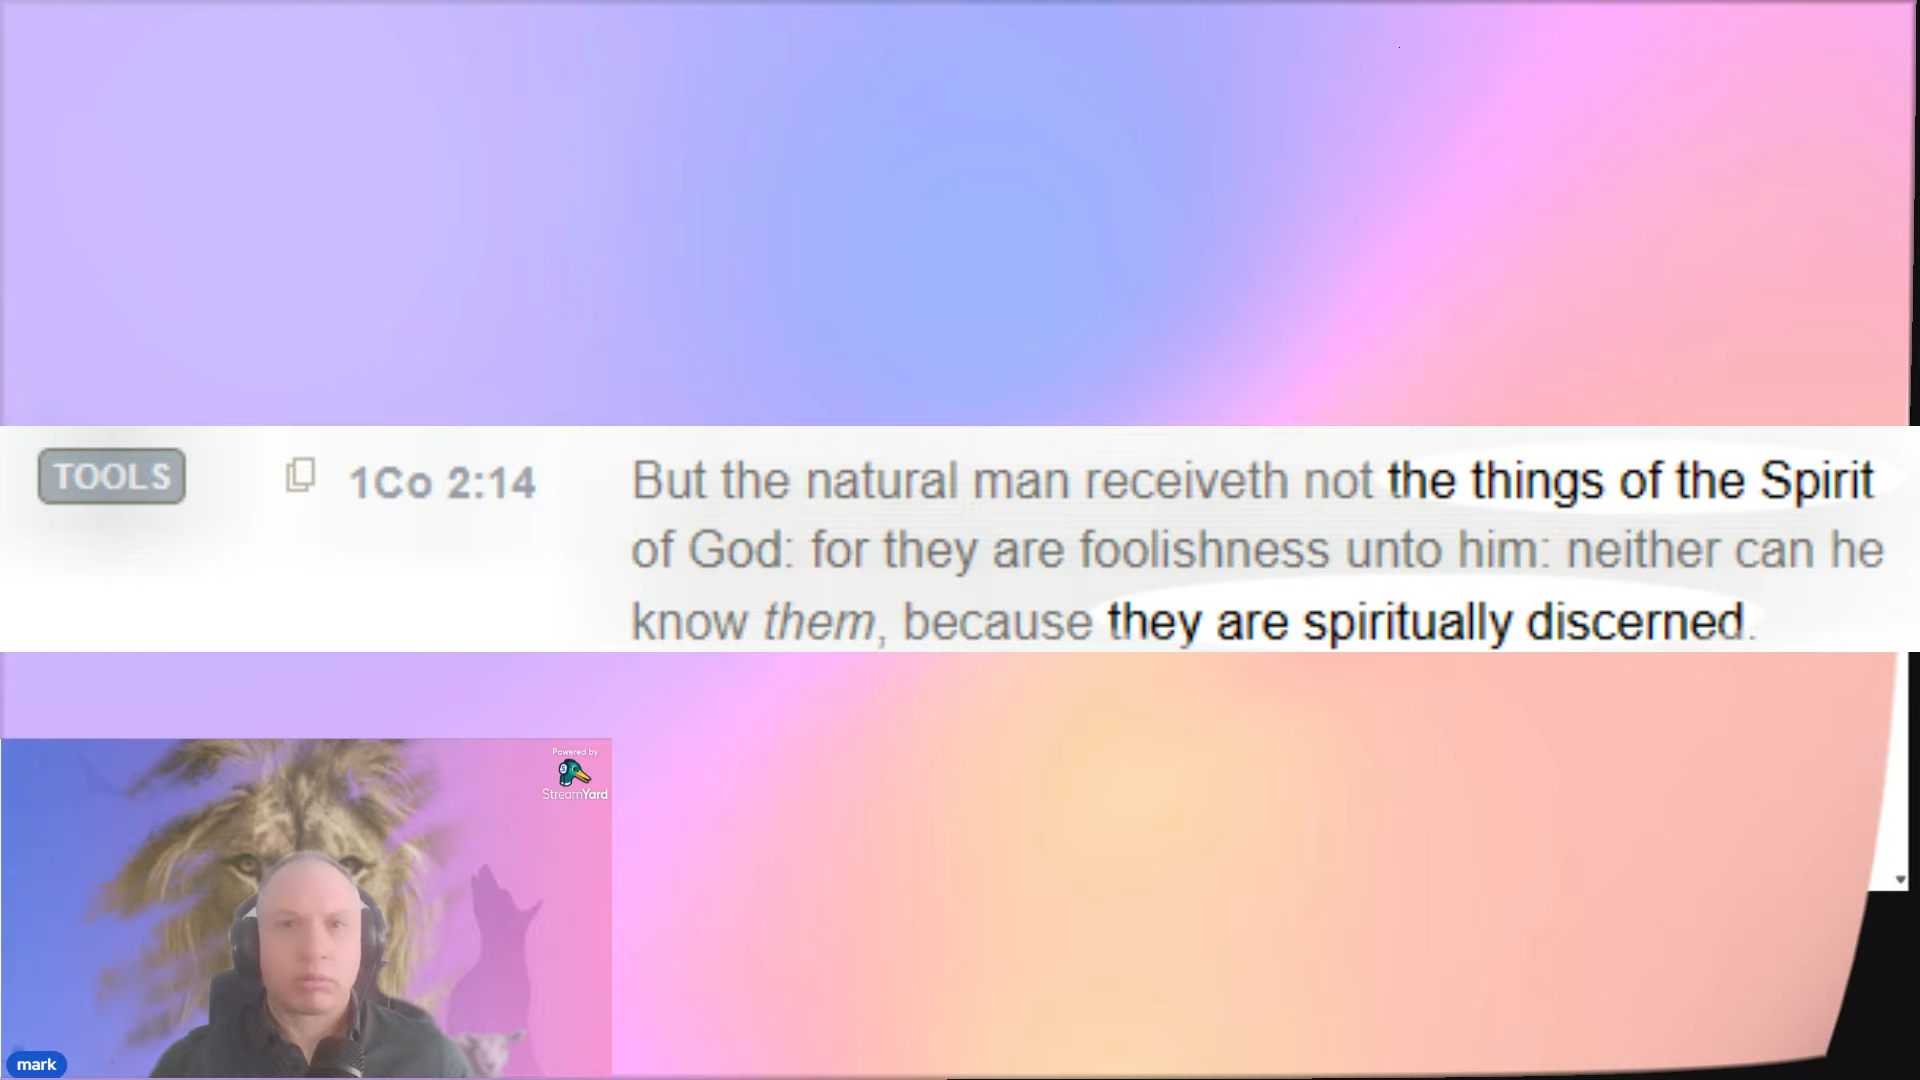 TOOLS
1Co 2:14
But the natural man receiveth not the things of the Spirit
of God: for they are foolishness unto him: neither can he
know them, because they are spiritually discerned.
Powered by
StreamYard
mark